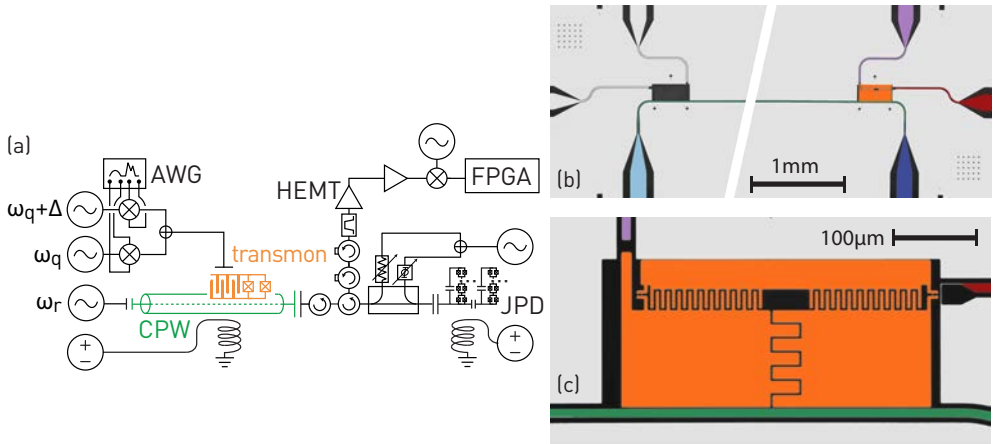 (a)
AWG
ωq+Δ
ωq
ωr
transmon
CPW
HEMT
FPGA
JPD
+
−
+
−
(b)
1mm
(c)
100μm